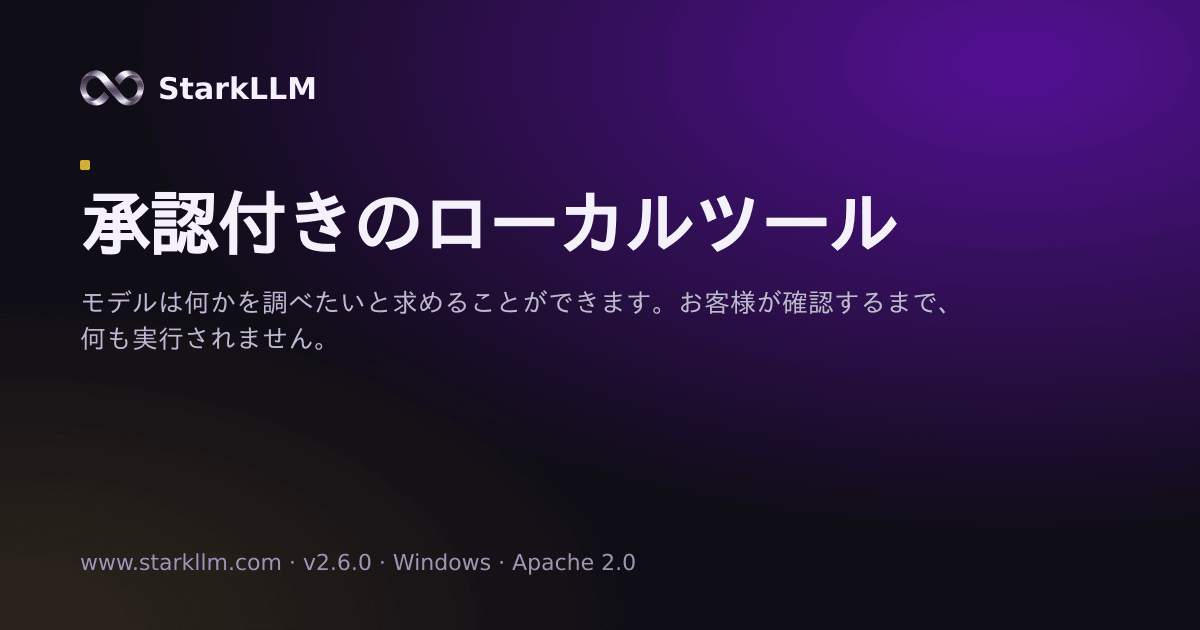 StarkLLM
承認付きのローカルツール
モデルは何かを調べたいと求めることができます。お客様が確認するまで、
何も実行されません。
www.starkllm.com · v2.6.0 · Windows · Apache 2.0